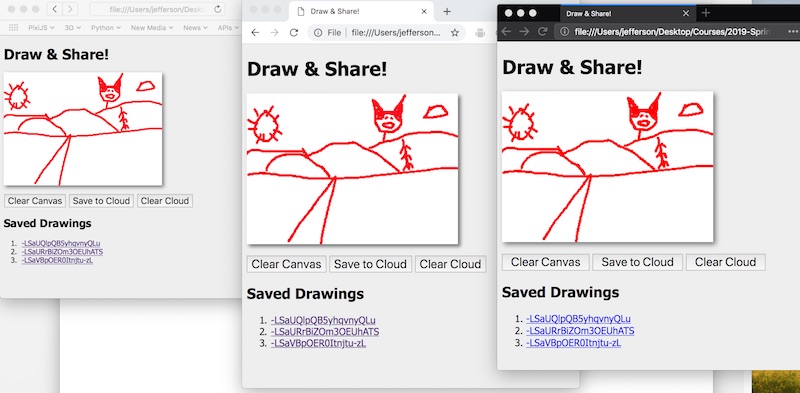 file:///Users/jefferson/Deskto
PixiJS 3D Python New Media News APIs
Draw & Share!
Clear Canvas Save to Cloud Clear Cloud
Saved Drawings
1. -LSaUQlpQB5yhqvnyQLu
2. -LSaURrBiZOm3OEUhATS
3. -LSaVBpOER0Itnjtu-zL
Draw & Share!
File file:///Users/jefferson...
Draw & Share!
Clear Canvas Save to Cloud Clear Cloud
Saved Drawings
1. -LSaUQlpQB5yhqvnyQLu
2. -LSaURrBiZOm3OEUhATS
3. -LSaVBpOER0Itnjtu-zL
Draw & Share!
file:///Users/jefferson/Desktop/Courses/2019-Sprin
Draw & Share!
Clear Canvas Save to Cloud Clear Cloud
Saved Drawings
1. -LSaUQlpQB5yhqvnyQLu
2. -LSaURrBiZOm3OEUhATS
3. -LSaVBpOER0Itnjtu-zL